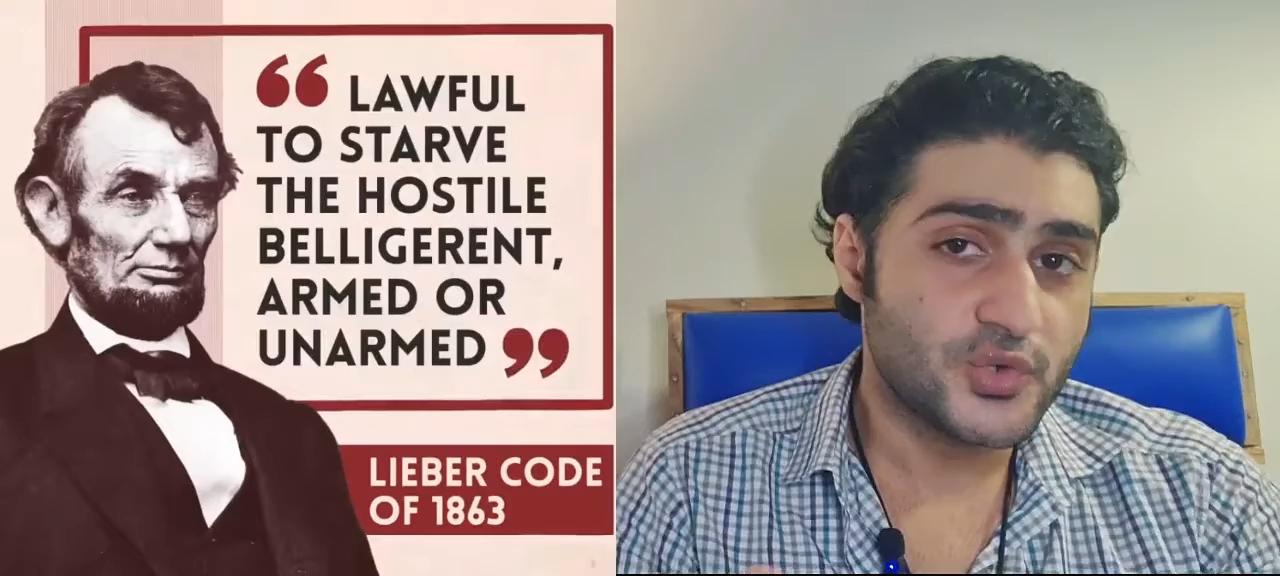 “ LAWFUL
TO STARVE
THE HOSTILE
BELLIGERENT,
ARMED OR
UNARMED ”
LIEBER CODE
OF 1863